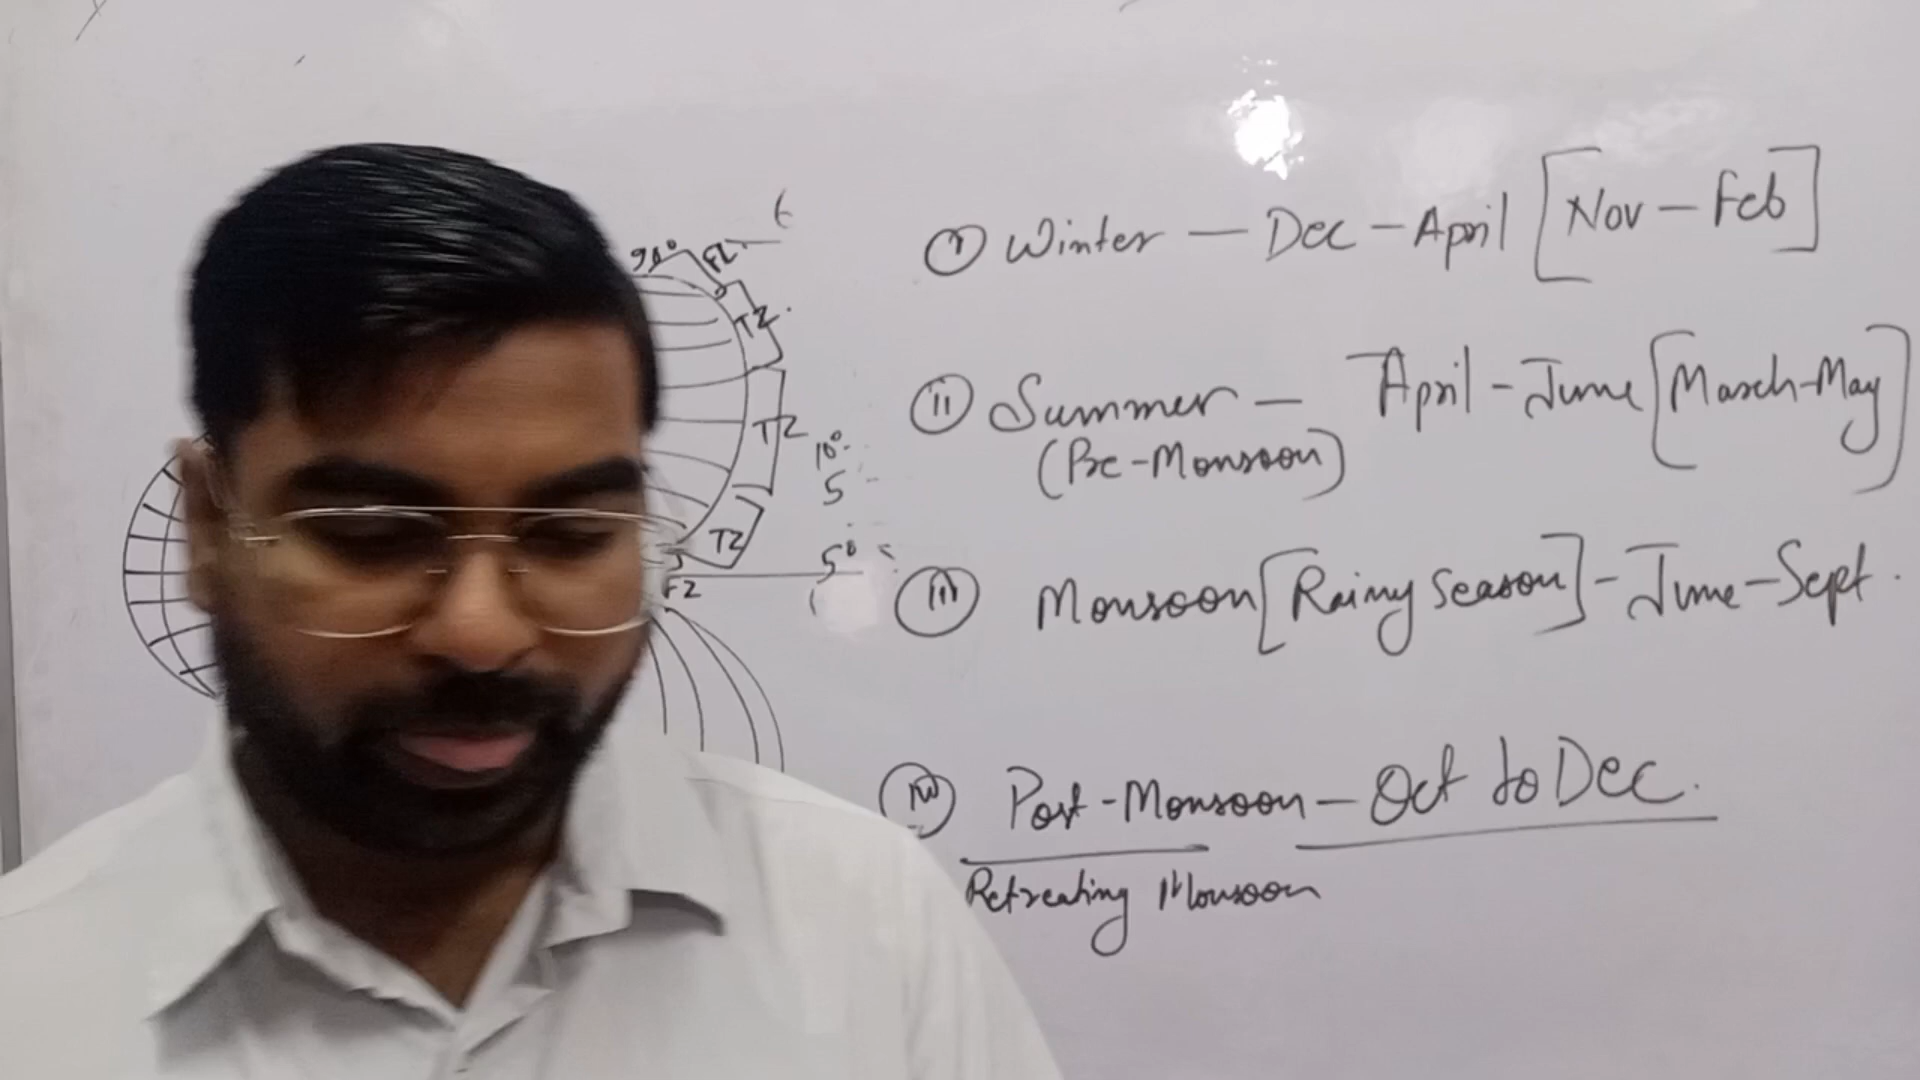 90° FZ
TZ
TZ
10°
5
TZ
5°
FZ
(i) Winter — Dec - April [Nov — Feb]
(ii) Summer — April - June [March-May]
(Pre-Monsoon)
(iii) Monsoon [Rainy Season] - June - Sept.
(iv) Post-Monsoon — Oct to Dec.
Retreating Monsoon